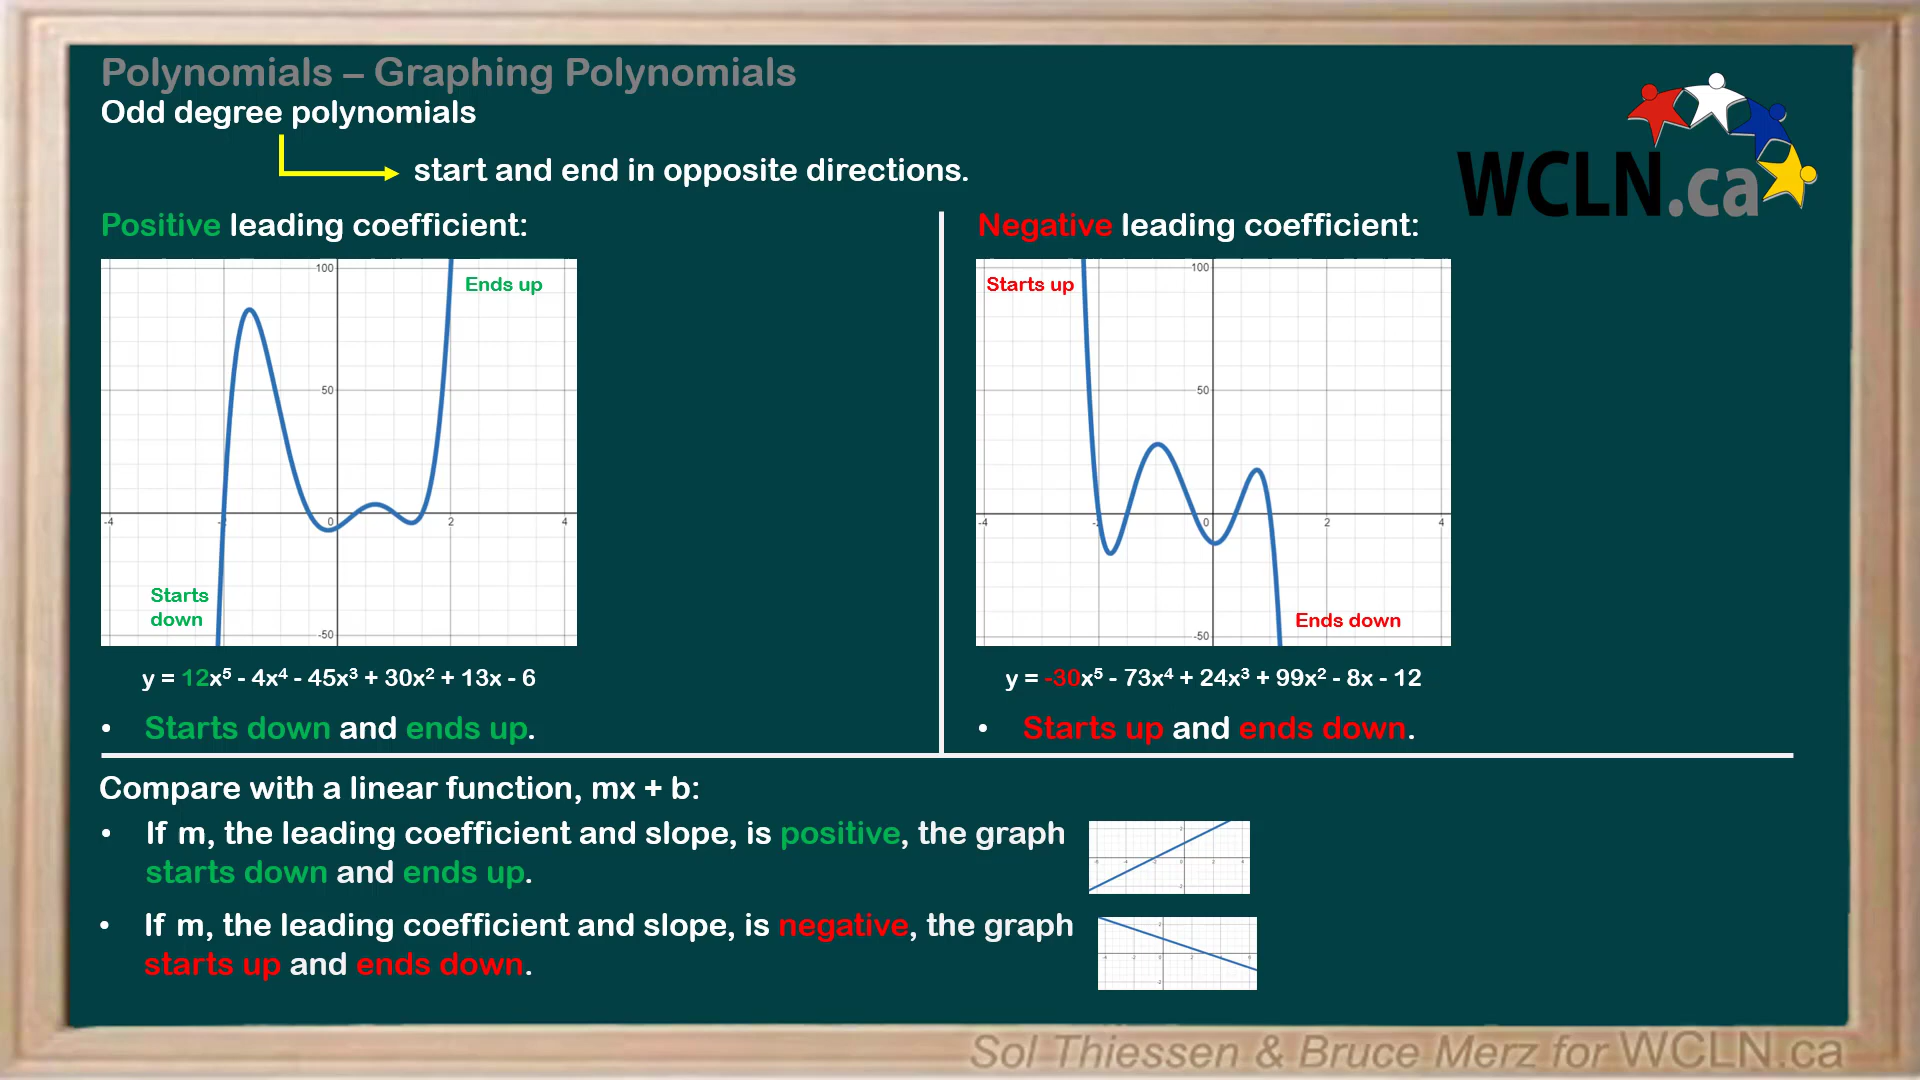 Polynomials – Graphing Polynomials
Odd degree polynomials
start and end in opposite directions.
WCLN.ca
Positive leading coefficient:
100
50
-4
0
2
4
-50
Ends up
Starts
down
y = 12x⁵ - 4x⁴ - 45x³ + 30x² + 13x - 6
• Starts down and ends up.
Negative leading coefficient:
Starts up
100
50
-4
0
2
4
-50
Ends down
y = -30x⁵ - 73x⁴ + 24x³ + 99x² - 8x - 12
• Starts up and ends down.
Compare with a linear function, mx + b:
• If m, the leading coefficient and slope, is positive, the graph
starts down and ends up.
• If m, the leading coefficient and slope, is negative, the graph
starts up and ends down.
Sol Thiessen & Bruce Merz for WCLN.ca